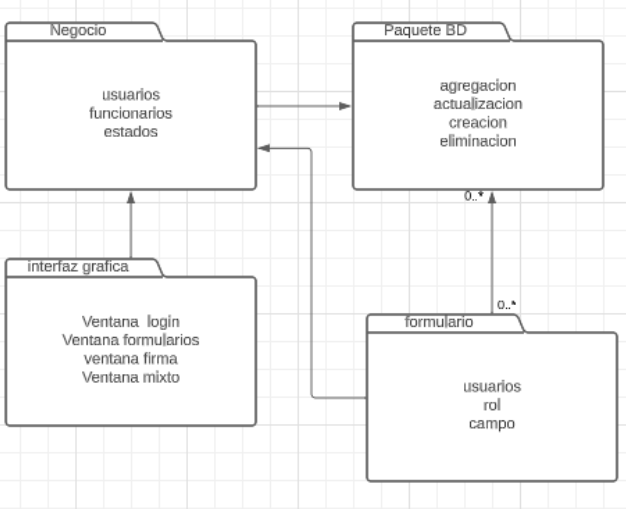 Negocio
usuarios
funcionarios
estados
Paquete BD
agregacion
actualizacion
creacion
eliminacion
0..*
interfaz grafica
Ventana login
Ventana formularios
ventana firma
Ventana mixto
0..*
formulario
usuarios
rol
campo